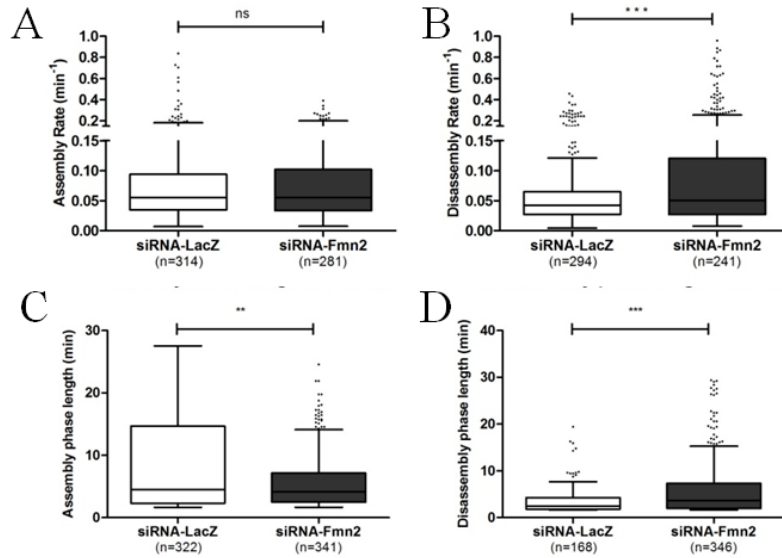 A
ns
Assembly Rate (min⁻¹)
1.0
0.8
0.6
0.4
0.2
0.15
0.10
0.05
0.00
siRNA-LacZ
(n=314)
siRNA-Fmn2
(n=281)
B
***
Disassembly Rate (min⁻¹)
1.0
0.8
0.6
0.4
0.2
0.15
0.10
0.05
0.00
siRNA-LacZ
(n=294)
siRNA-Fmn2
(n=241)
C
**
Assembly phase length (min)
30
20
10
0
siRNA-LacZ
(n=322)
siRNA-Fmn2
(n=341)
D
***
Disassembly phase length (min)
40
30
20
10
0
siRNA-LacZ
(n=168)
siRNA-Fmn2
(n=346)